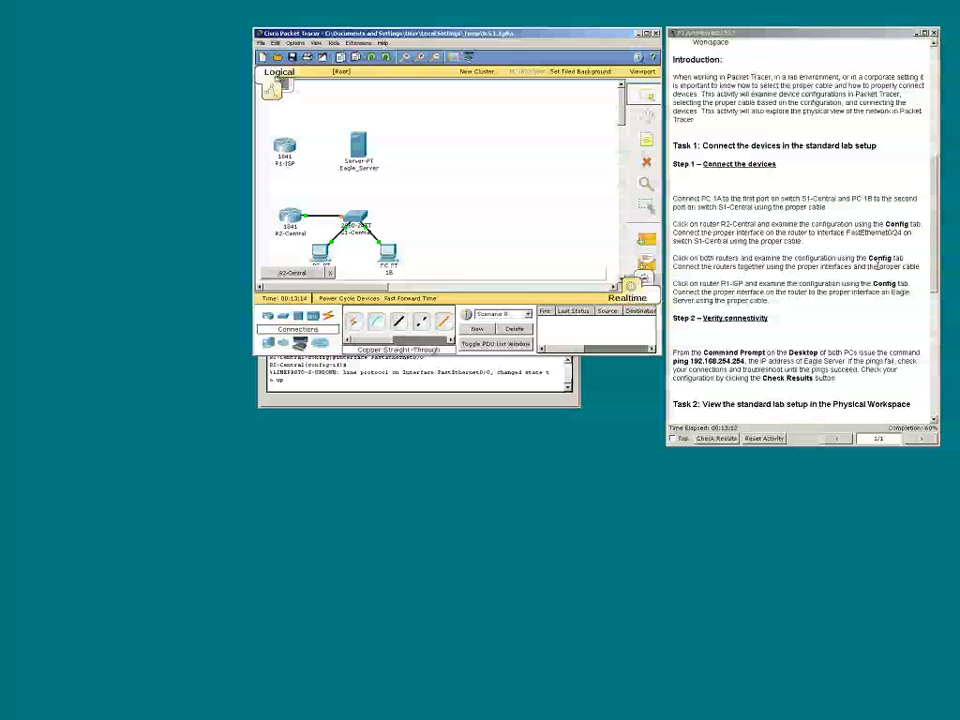 Cisco Packet Tracer - C:\Documents and Settings\User\Local Settings\Temp\
File Edit Options View Tools Extensions Help
Logical [Root] New Cluster Set Tiled Background Viewport
1841
R1-ISP
Server-PT
Eagle_Server
1841
R2-Central
S1-Central
PC-PT
1B
R2-Central X
Time: 00:13:14 Power Cycle Devices Fast Forward Time
Realtime
Connections
Copper Straight-Through
Scenario 0
New Delete
Toggle PDU List Window
Fire Last Status Source Destination
R2-Central(config)#interface FastEthernet0/0
R2-Central(config-if)#
%LINEPROTO-5-UPDOWN: Line protocol on Interface FastEthernet0/0, changed state t
o up
Workspace
Introduction:
When working in Packet Tracer, in a lab environment, or in a corporate setting it
is important to know how to select the proper cable and how to properly connect
devices. This activity will examine device configurations in Packet Tracer,
selecting the proper cable based on the configuration, and connecting the
devices. This activity will also explore the physical view of the network in Packet
Tracer
Task 1: Connect the devices in the standard lab setup
Step 1 – Connect the devices
Connect PC 1A to the first port on switch S1-Central and PC 1B to the second
port on switch S1-Central using the proper cable
Click on router R2-Central and examine the configuration using the Config tab.
Connect the proper interface on the router to interface FastEthernet0/24 on
switch S1-Central using the proper cable.
Click on both routers and examine the configuration using the Config tab
Connect the routers together using the proper interfaces and the proper cable.
Click on router R1-ISP and examine the configuration using the Config tab.
Connect the proper interface on the router to the proper interface on Eagle
Server using the proper cable.
Step 2 – Verify connectivity
From the Command Prompt on the Desktop of both PCs issue the command
ping 192.168.254.254, the IP address of Eagle Server. If the pings fail, check
your connections and troubleshoot until the pings succeed. Check your
configuration by clicking the Check Results button
Task 2: View the standard lab setup in the Physical Workspace
Time Elapsed: 00:13:12 Completion: 60%
Top Check Results Reset Activity < 1/1 >